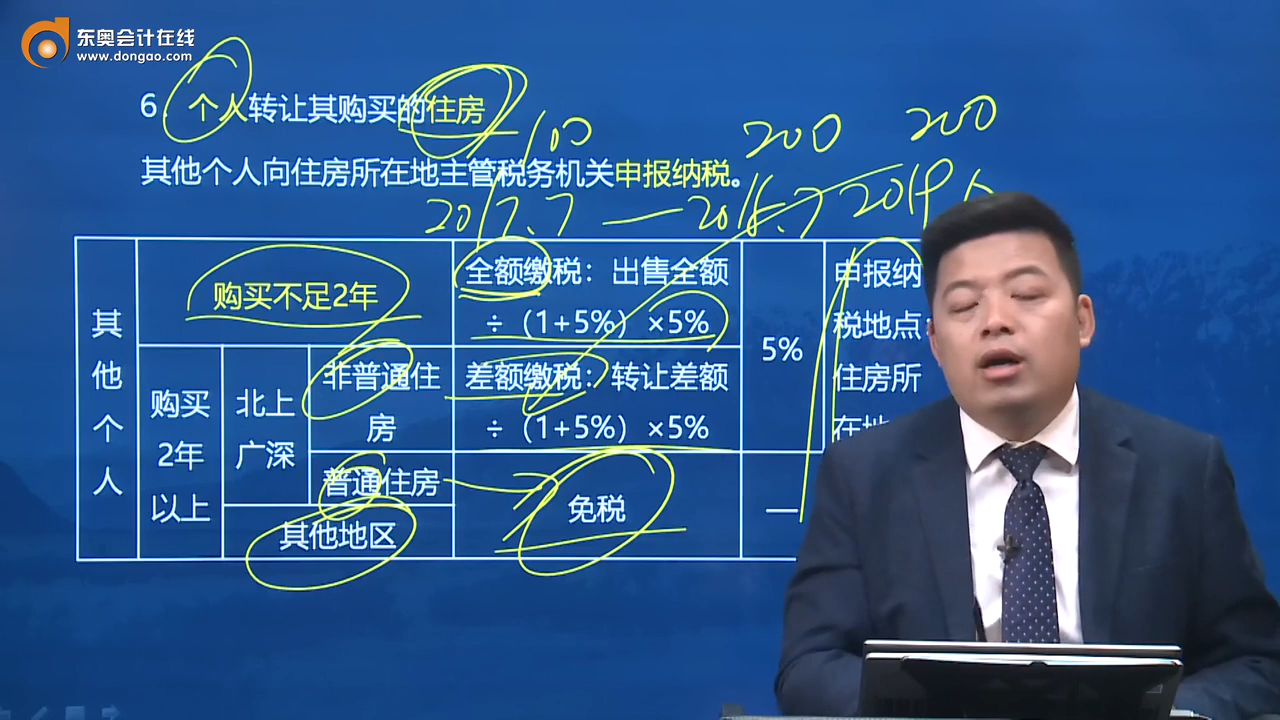 东奥会计在线
www.dongao.com
6 个人转让其购买的住房
100
200
200
其他个人向住房所在地主管税务机关申报纳税。
2017.7 — 2018.7
2019
其他个人
购买不足2年
全额缴税：出售全额
÷（1+5%）×5%
5%
申报纳
税地点
住房所
在地
购买
2年
以上
北上
广深
非普通住
房
差额缴税：转让差额
÷（1+5%）×5%
普通住房
免税
—
其他地区